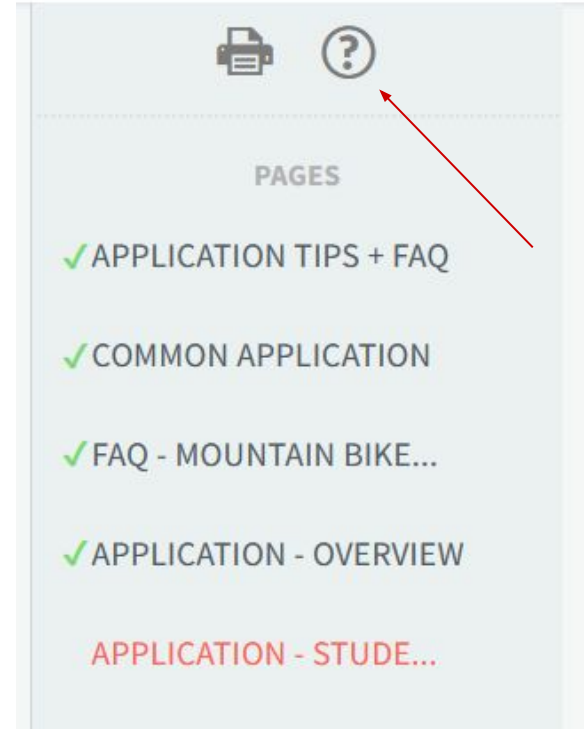 ?
PAGES
APPLICATION TIPS + FAQ
COMMON APPLICATION
FAQ - MOUNTAIN BIKE...
APPLICATION - OVERVIEW
APPLICATION - STUDE...